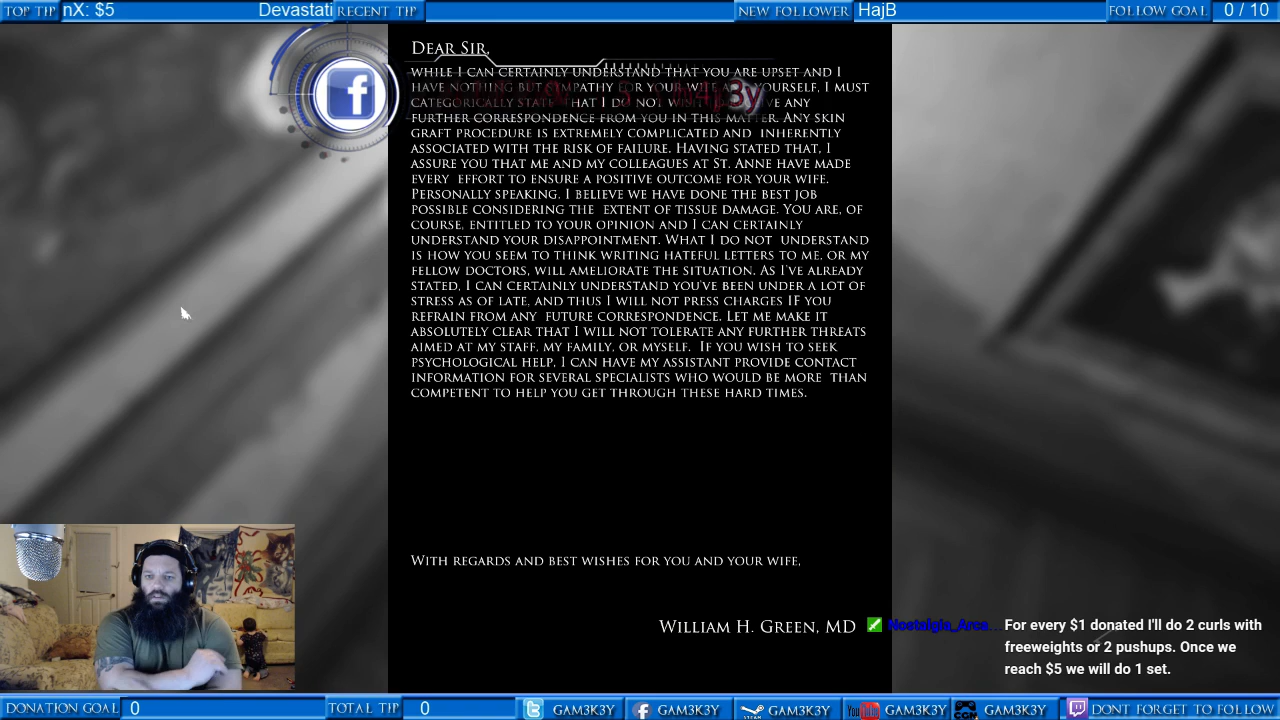 TOP TIP nX: $5 Devastati RECENT TIP NEW FOLLOWER HajB FOLLOW GOAL 0 / 10
DEAR SIR,
WHILE I CAN CERTAINLY UNDERSTAND THAT YOU ARE UPSET AND I
HAVE NOTHING BUT SYMPATHY FOR YOUR WIFE AND YOURSELF, I MUST
CATEGORICALLY STATE THAT I DO NOT WISH VE ANY
FURTHER CORRESPONDENCE FROM YOU IN THIS MATTER. ANY SKIN
GRAFT PROCEDURE IS EXTREMELY COMPLICATED AND INHERENTLY
ASSOCIATED WITH THE RISK OF FAILURE. HAVING STATED THAT, I
ASSURE YOU THAT ME AND MY COLLEAGUES AT ST. ANNE HAVE MADE
EVERY EFFORT TO ENSURE A POSITIVE OUTCOME FOR YOUR WIFE.
PERSONALLY SPEAKING, I BELIEVE WE HAVE DONE THE BEST JOB
POSSIBLE CONSIDERING THE EXTENT OF TISSUE DAMAGE. YOU ARE, OF
COURSE, ENTITLED TO YOUR OPINION AND I CAN CERTAINLY
UNDERSTAND YOUR DISAPPOINTMENT. WHAT I DO NOT UNDERSTAND
IS HOW YOU SEEM TO THINK WRITING HATEFUL LETTERS TO ME, OR MY
FELLOW DOCTORS, WILL AMELIORATE THE SITUATION. AS I'VE ALREADY
STATED, I CAN CERTAINLY UNDERSTAND YOU'VE BEEN UNDER A LOT OF
STRESS AS OF LATE, AND THUS I WILL NOT PRESS CHARGES IF YOU
REFRAIN FROM ANY FUTURE CORRESPONDENCE. LET ME MAKE IT
ABSOLUTELY CLEAR THAT I WILL NOT TOLERATE ANY FURTHER THREATS
AIMED AT MY STAFF, MY FAMILY, OR MYSELF. IF YOU WISH TO SEEK
PSYCHOLOGICAL HELP, I CAN HAVE MY ASSISTANT PROVIDE CONTACT
INFORMATION FOR SEVERAL SPECIALISTS WHO WOULD BE MORE THAN
COMPETENT TO HELP YOU GET THROUGH THESE HARD TIMES.
WITH REGARDS AND BEST WISHES FOR YOU AND YOUR WIFE,
WILLIAM H. GREEN, MD
Nostalgia_Arca... For every $1 donated I'll do 2 curls with
freeweights or 2 pushups. Once we
reach $5 we will do 1 set.
DONATION GOAL 0 TOTAL TIP 0 GAM3K3Y GAM3K3Y STEAM GAM3K3Y YouTube GAM3K3Y GAM3K3Y DONT FORGET TO FOLLOW